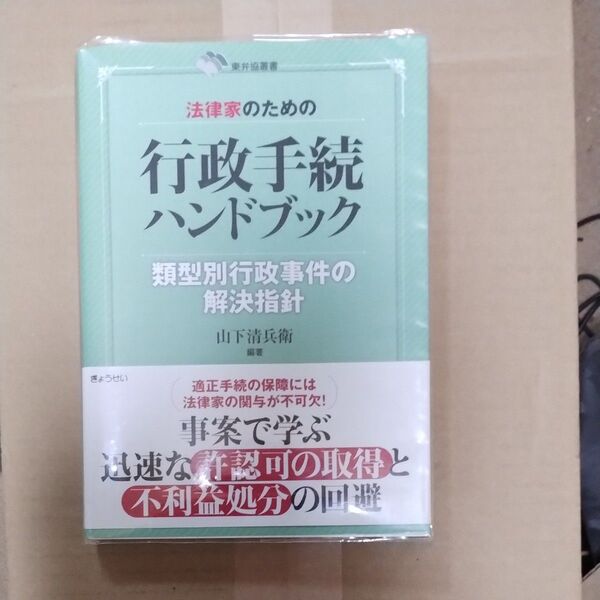 東弁協叢書
法律家のための
行政手続
ハンドブック
類型別行政事件の
解決指針
山下清兵衛
編著
ぎょうせい
適正手続の保障には
法律家の関与が不可欠!
事案で学ぶ
迅速な許認可の取得と
不利益処分の回避